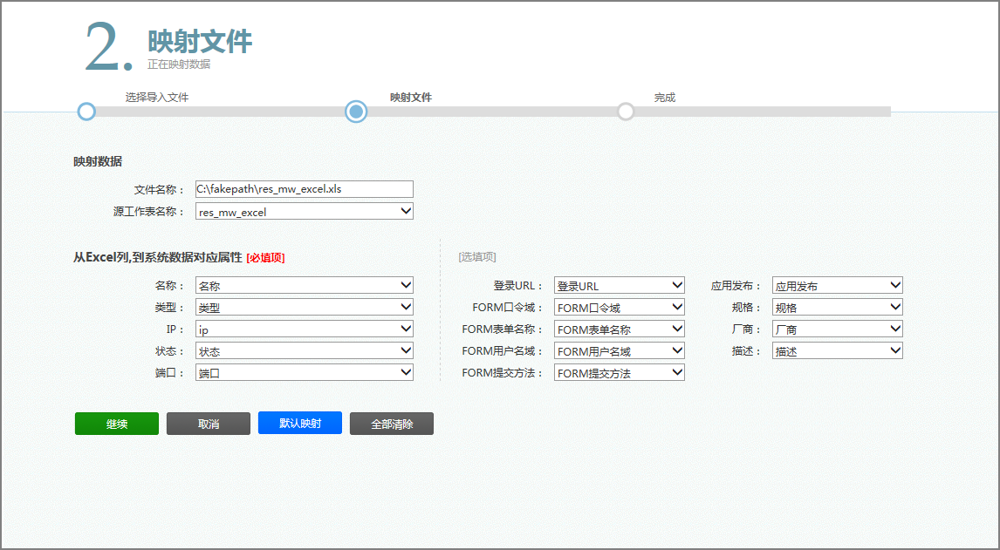 2.
映射文件
正在映射数据
选择导入文件 映射文件 完成
映射数据
文件名称： C:\fakepath\res_mw_excel.xls
源工作表名称： res_mw_excel
从Excel列,到系统数据对应属性 [必填项] [选填项]
名称： 名称 登录URL： 登录URL 应用发布： 应用发布
类型： 类型 FORM口令域： FORM口令域 规格： 规格
IP： ip FORM表单名称： FORM表单名称 厂商： 厂商
状态： 状态 FORM用户名域： FORM用户名域 描述： 描述
端口： 端口 FORM提交方法： FORM提交方法
继续 取消 默认映射 全部清除